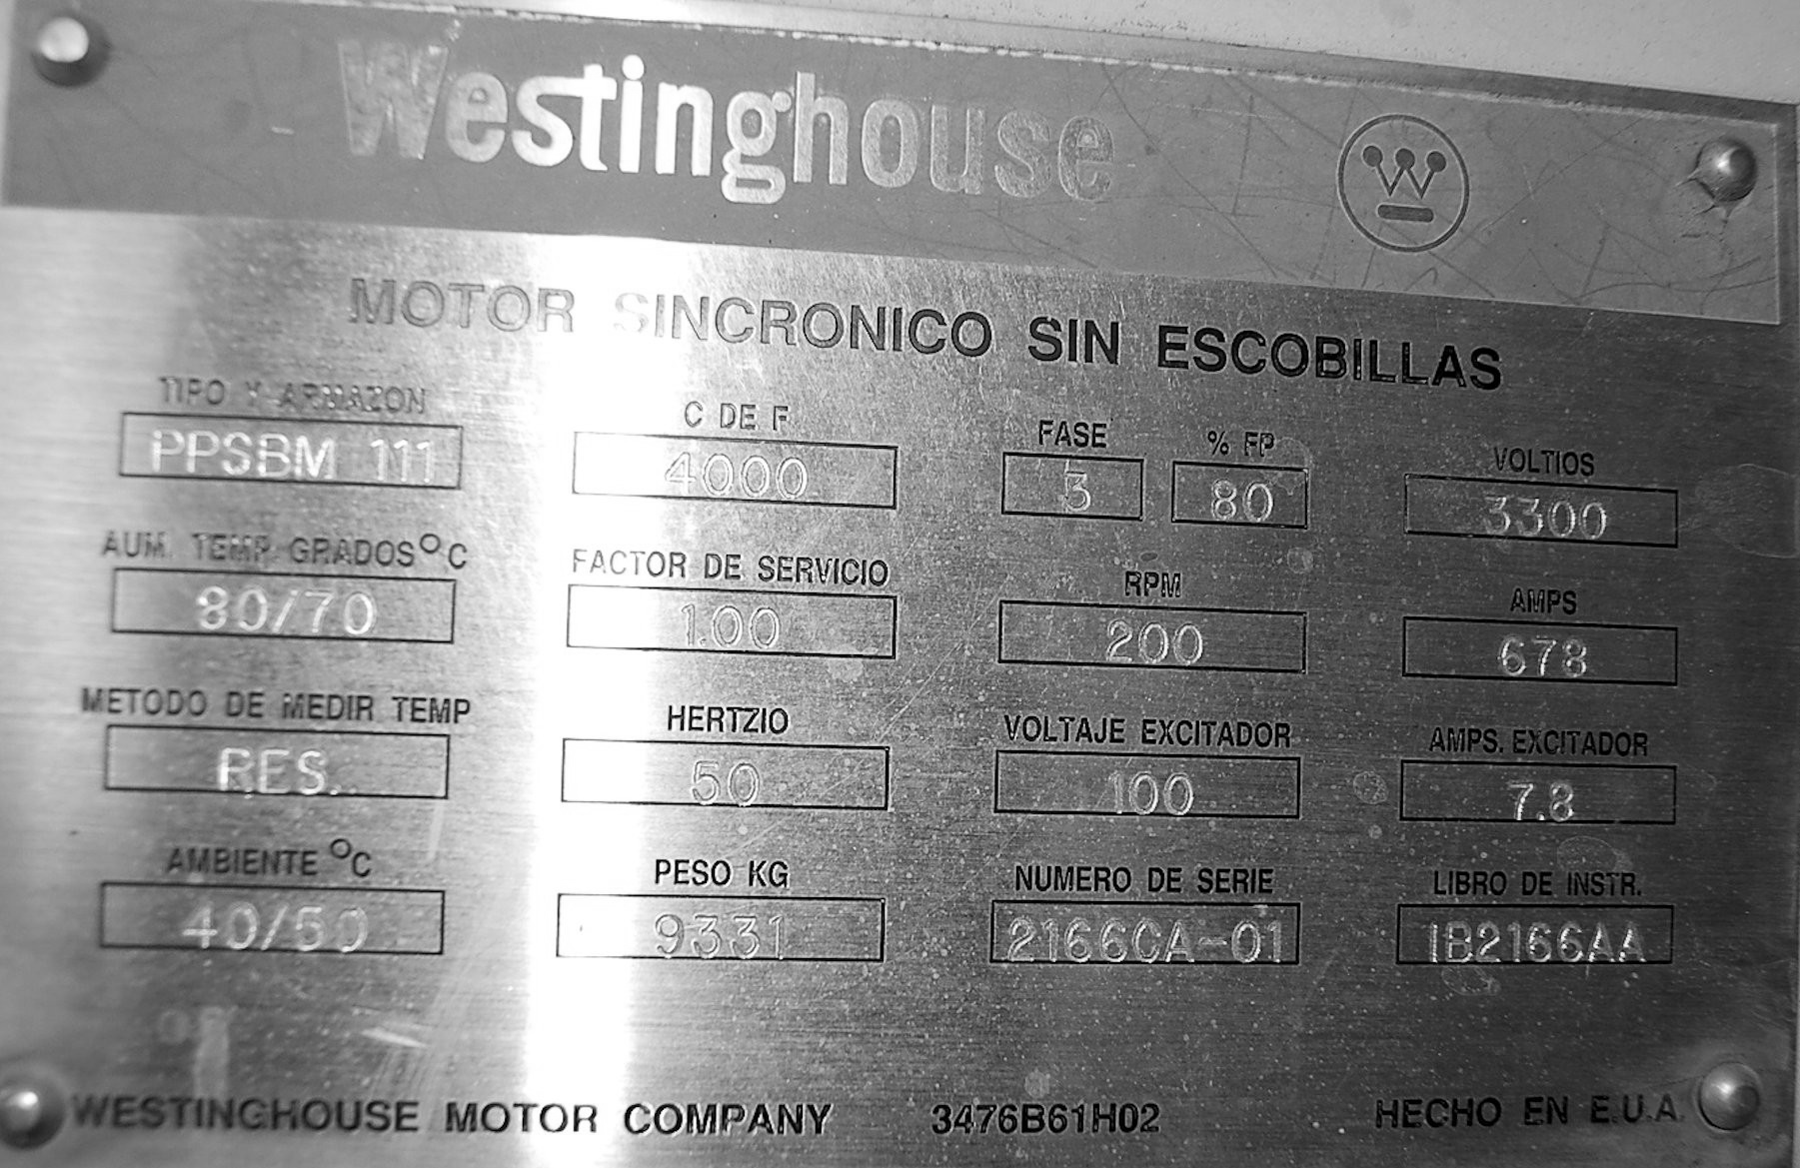 Westinghouse
MOTOR SINCRONICO SIN ESCOBILLAS
TIPO Y ARMAZON C DE F FASE % FP VOLTIOS
PPSBM 111 4000 3 80 3300
AUM. TEMP. GRADOS °C FACTOR DE SERVICIO RPM AMPS
80/70 1.00 200 678
METODO DE MEDIR TEMP HERTZIO VOLTAJE EXCITADOR AMPS. EXCITADOR
RES. 50 100 7.8
AMBIENTE °C PESO KG NUMERO DE SERIE LIBRO DE INSTR.
40/50 9331 2166CA-01 IB2166AA
WESTINGHOUSE MOTOR COMPANY 3476B61H02 HECHO EN E.U.A.